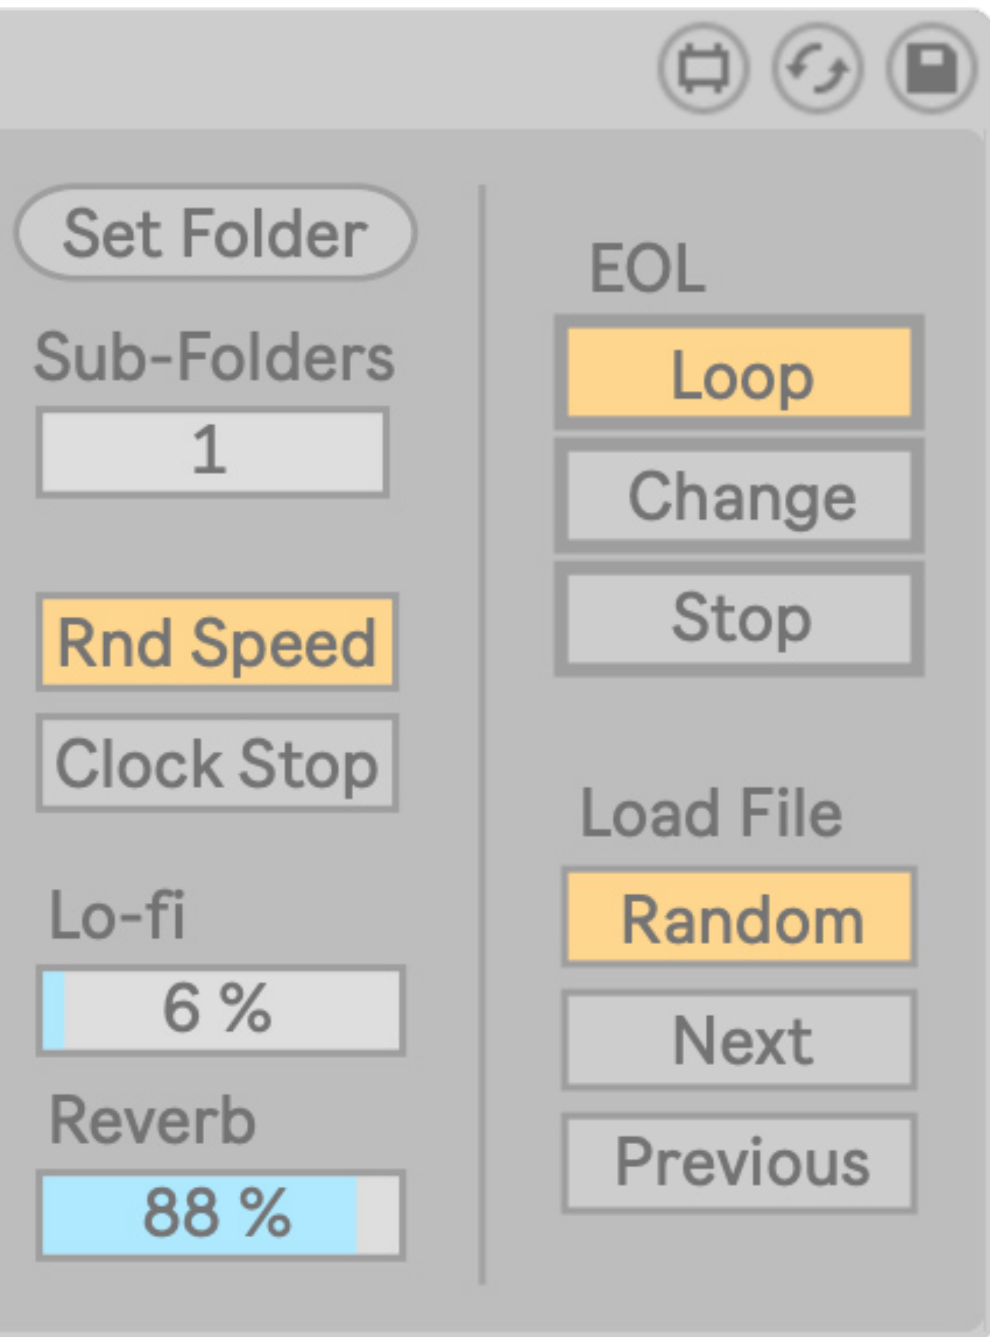 Set Folder
Sub-Folders
1
Rnd Speed
Clock Stop
Lo-fi
6 %
Reverb
88 %
EOL
Loop
Change
Stop
Load File
Random
Next
Previous